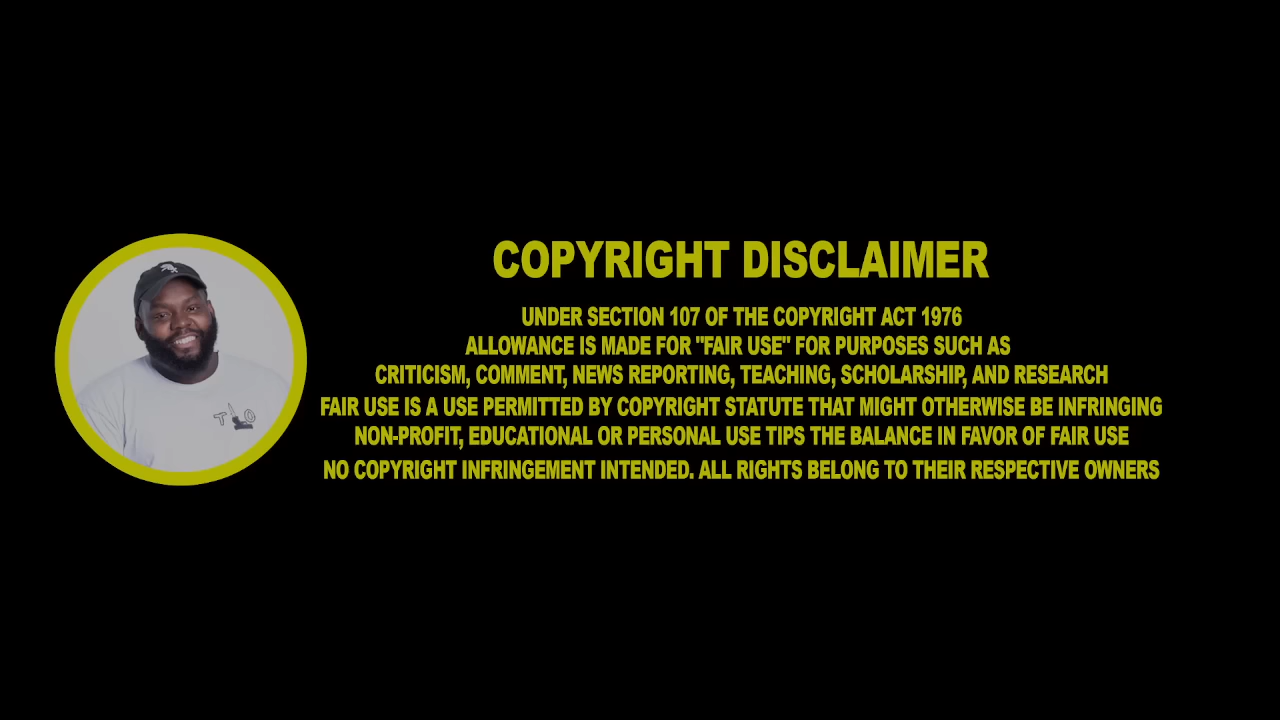 COPYRIGHT DISCLAIMER
UNDER SECTION 107 OF THE COPYRIGHT ACT 1976
ALLOWANCE IS MADE FOR "FAIR USE" FOR PURPOSES SUCH AS
CRITICISM, COMMENT, NEWS REPORTING, TEACHING, SCHOLARSHIP, AND RESEARCH
FAIR USE IS A USE PERMITTED BY COPYRIGHT STATUTE THAT MIGHT OTHERWISE BE INFRINGING
NON-PROFIT, EDUCATIONAL OR PERSONAL USE TIPS THE BALANCE IN FAVOR OF FAIR USE
NO COPYRIGHT INFRINGEMENT INTENDED. ALL RIGHTS BELONG TO THEIR RESPECTIVE OWNERS